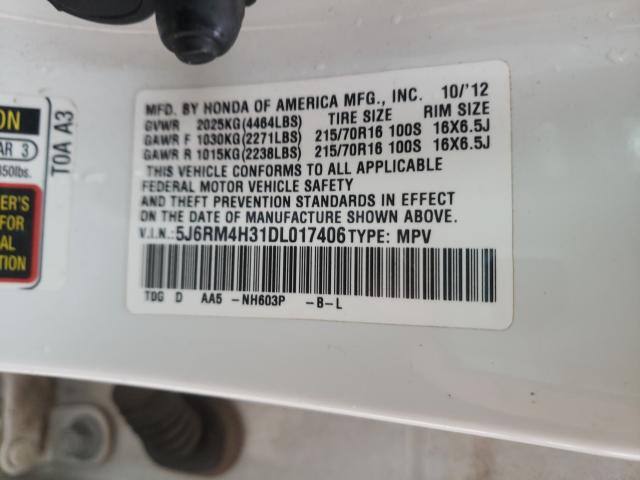 MFD. BY HONDA OF AMERICA MFG., INC. 10/'12
GVWR 2025KG(4464LBS) TIRE SIZE RIM SIZE
GAWR F 1030KG(2271LBS) 215/70R16 100S 16X6.5J
GAWR R 1015KG(2238LBS) 215/70R16 100S 16X6.5J
THIS VEHICLE CONFORMS TO ALL APPLICABLE
FEDERAL MOTOR VEHICLE SAFETY
AND THEFT PREVENTION STANDARDS IN EFFECT
ON THE DATE OF MANUFACTURE SHOWN ABOVE.
V.I.N.:5J6RM4H31DL017406 TYPE: MPV
TDG D AA5 -NH603P -B-L
TOA A3
3
FOR